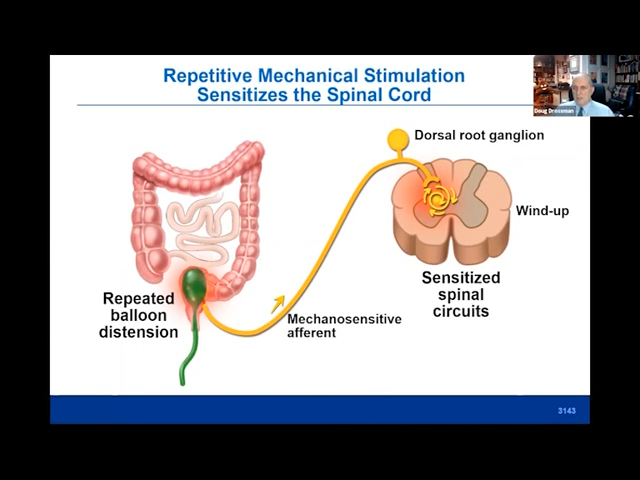 Repetitive Mechanical Stimulation
Sensitizes the Spinal Cord
Doug Drossman
Dorsal root ganglion
Wind-up
Sensitized
spinal
circuits
Repeated
balloon
distension
Mechanosensitive
afferent
3143